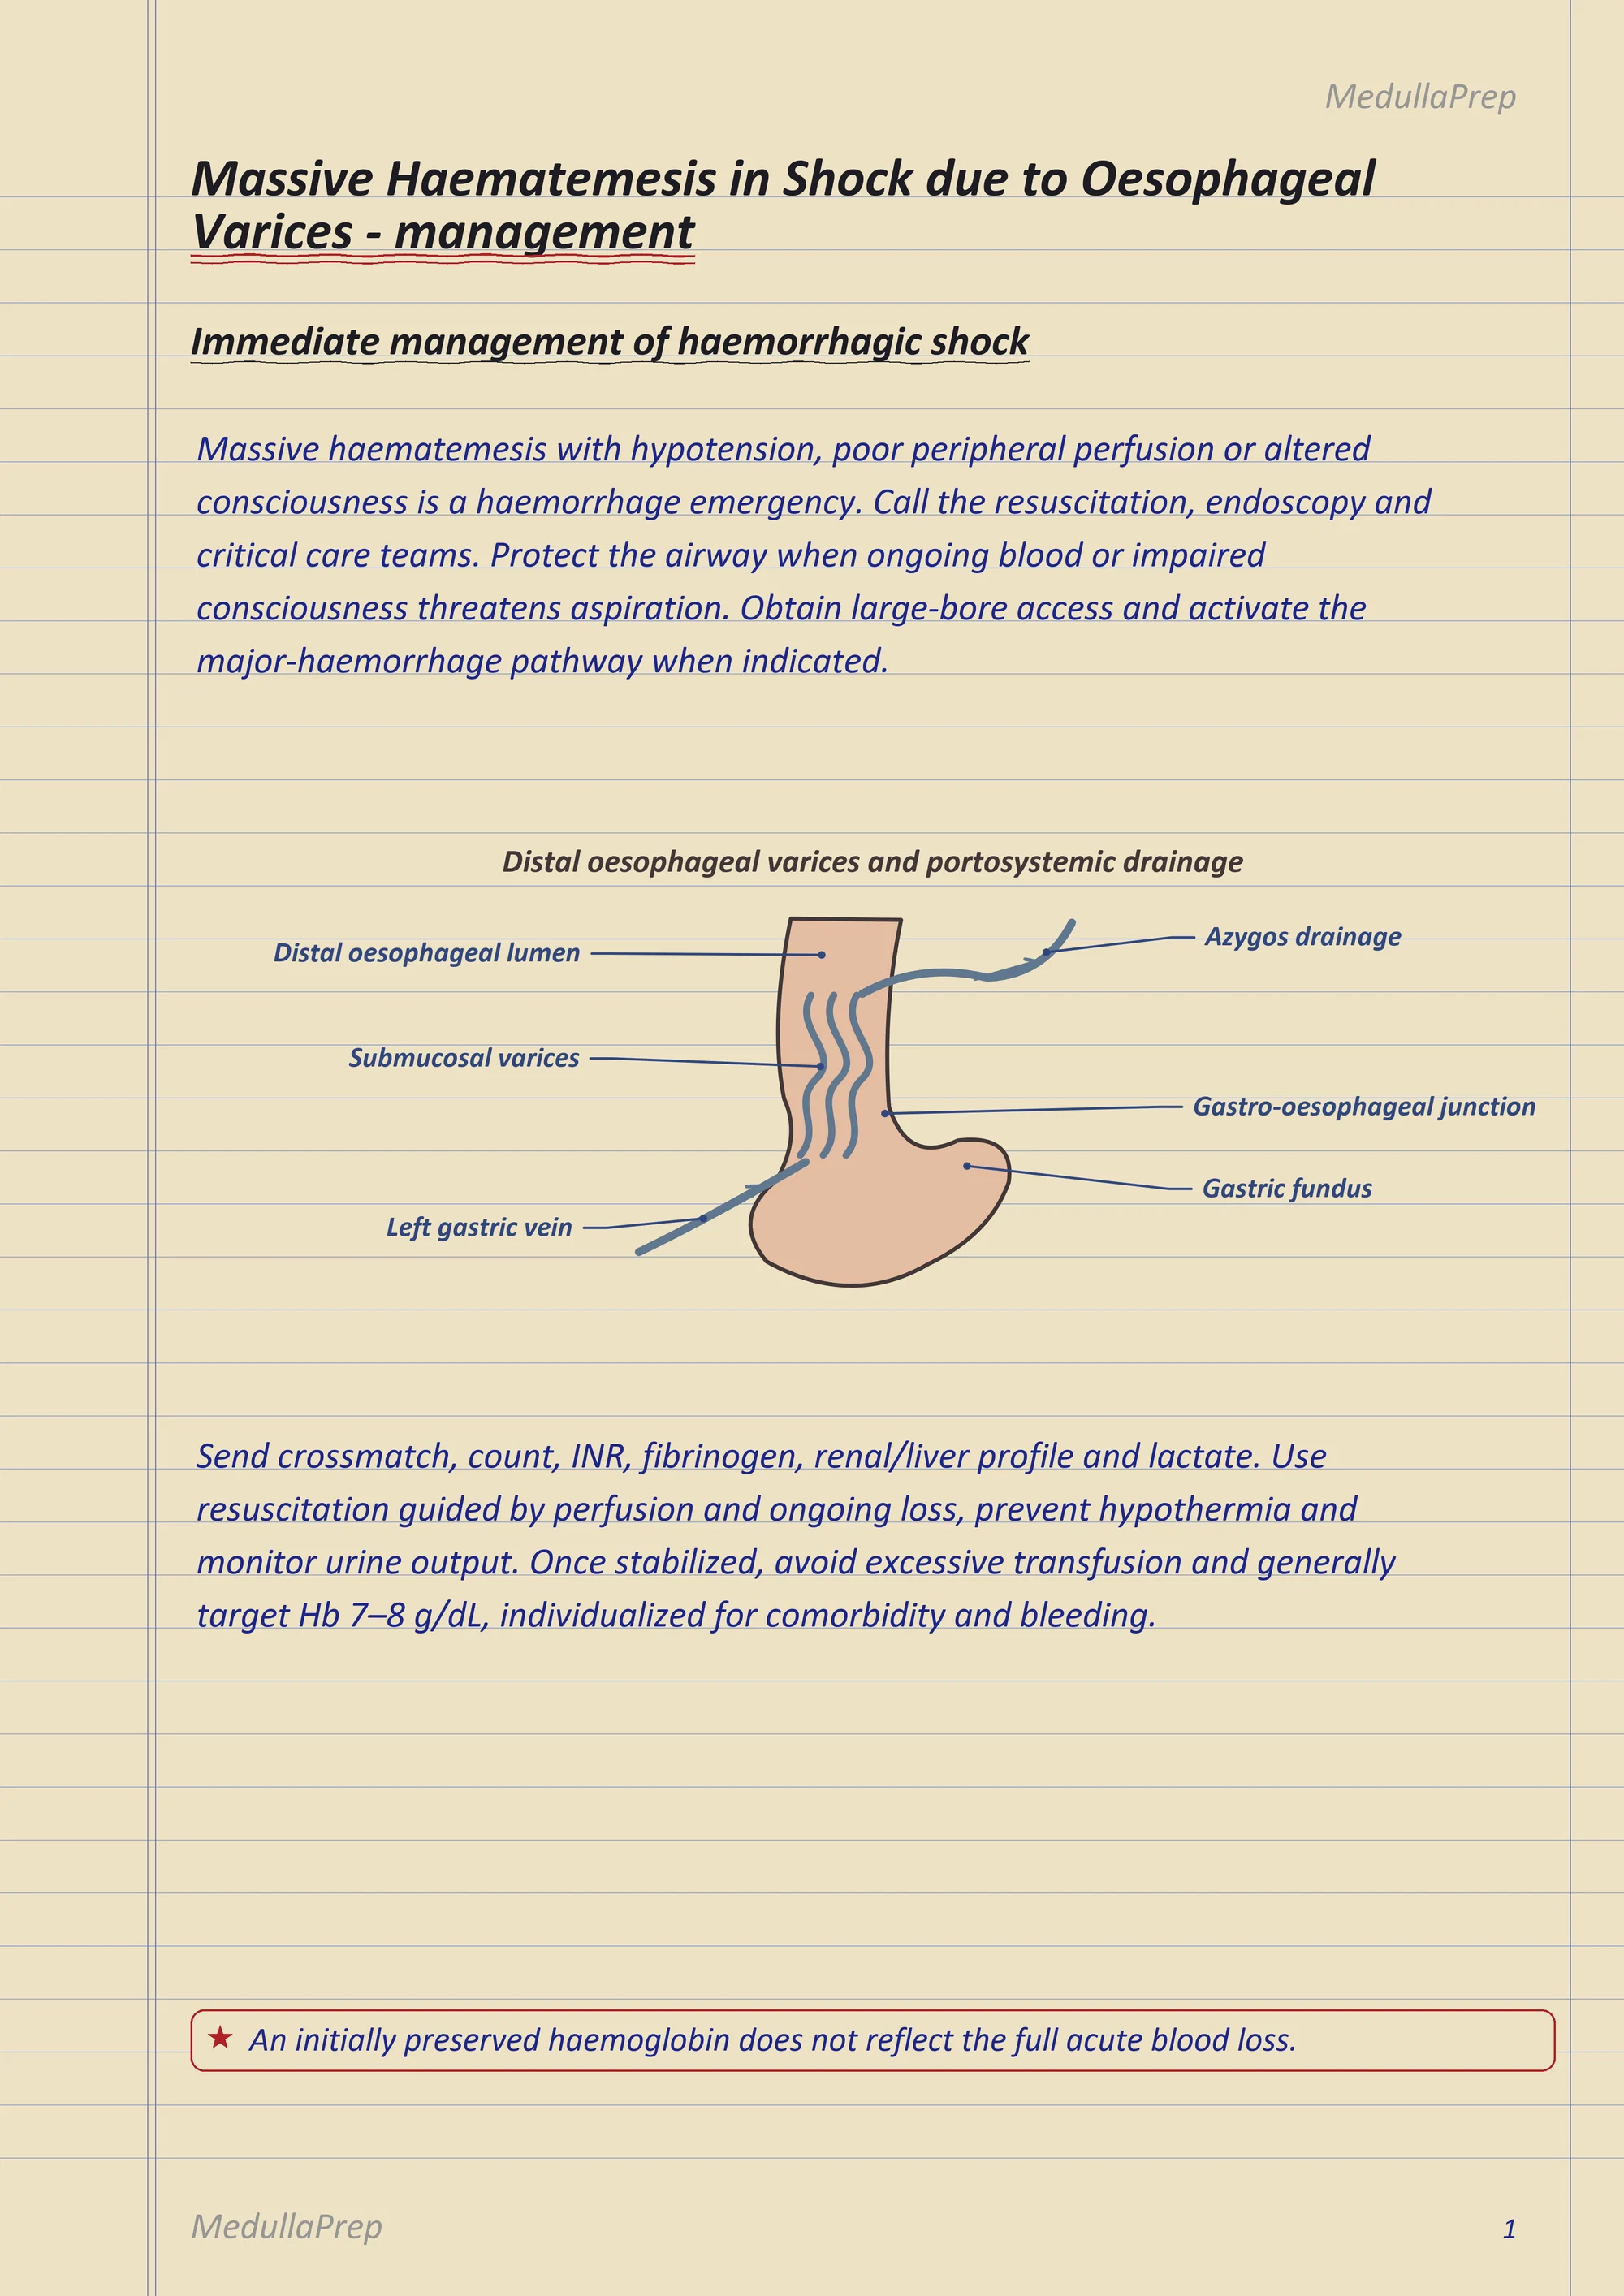 MedullaPrep
Massive Haematemesis in Shock due to Oesophageal
Varices - management
Immediate management of haemorrhagic shock
Massive haematemesis with hypotension, poor peripheral perfusion or altered
consciousness is a haemorrhage emergency. Call the resuscitation, endoscopy and
critical care teams. Protect the airway when ongoing blood or impaired
consciousness threatens aspiration. Obtain large-bore access and activate the
major-haemorrhage pathway when indicated.
Distal oesophageal varices and portosystemic drainage
Azygos drainage
Distal oesophageal lumen
Submucosal varices
Gastro-oesophageal junction
Gastric fundus
Left gastric vein
Send crossmatch, count, INR, fibrinogen, renal/liver profile and lactate. Use
resuscitation guided by perfusion and ongoing loss, prevent hypothermia and
monitor urine output. Once stabilized, avoid excessive transfusion and generally
target Hb 7–8 g/dL, individualized for comorbidity and bleeding.
★ An initially preserved haemoglobin does not reflect the full acute blood loss.
MedullaPrep
1